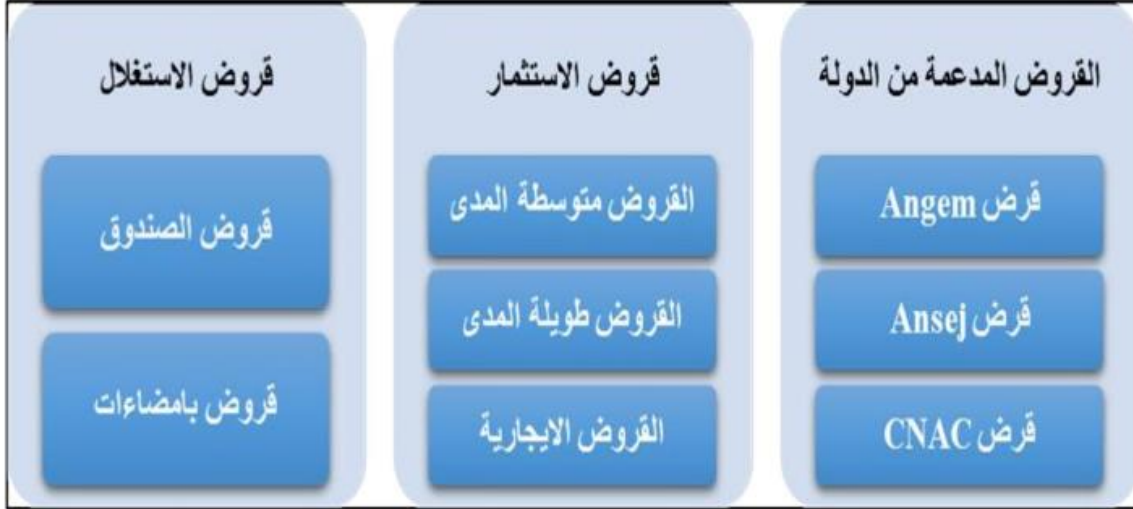 القروض المدعمة من الدولة
قرض Angem
قرض Ansej
قرض CNAC
قروض الاستثمار
القروض متوسطة المدى
القروض طويلة المدى
القروض الايجارية
قروض الاستغلال
قروض الصندوق
قروض بامضاءات